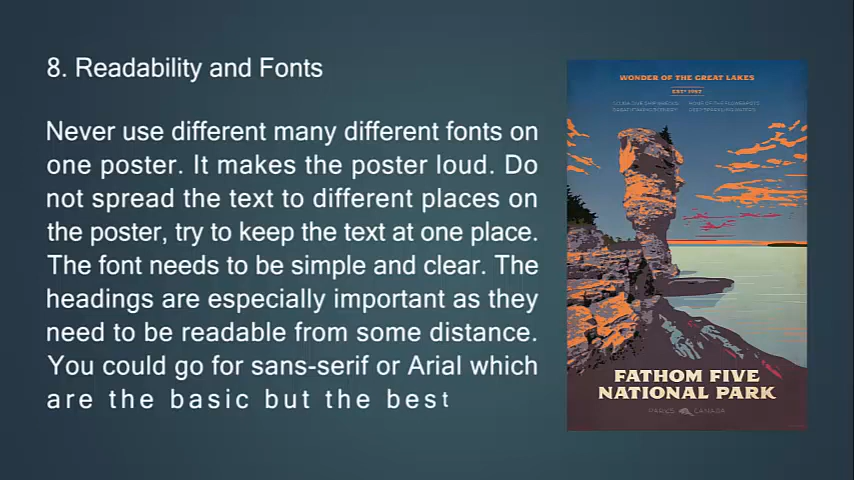 8. Readability and Fonts
Never use different many different fonts on
one poster. It makes the poster loud. Do
not spread the text to different places on
the poster, try to keep the text at one place.
The font needs to be simple and clear. The
headings are especially important as they
need to be readable from some distance.
You could go for sans-serif or Arial which
are the basic but the best
WONDER OF THE GREAT LAKES
EST 1987
FATHOM FIVE
NATIONAL PARK
PARKS CANADA